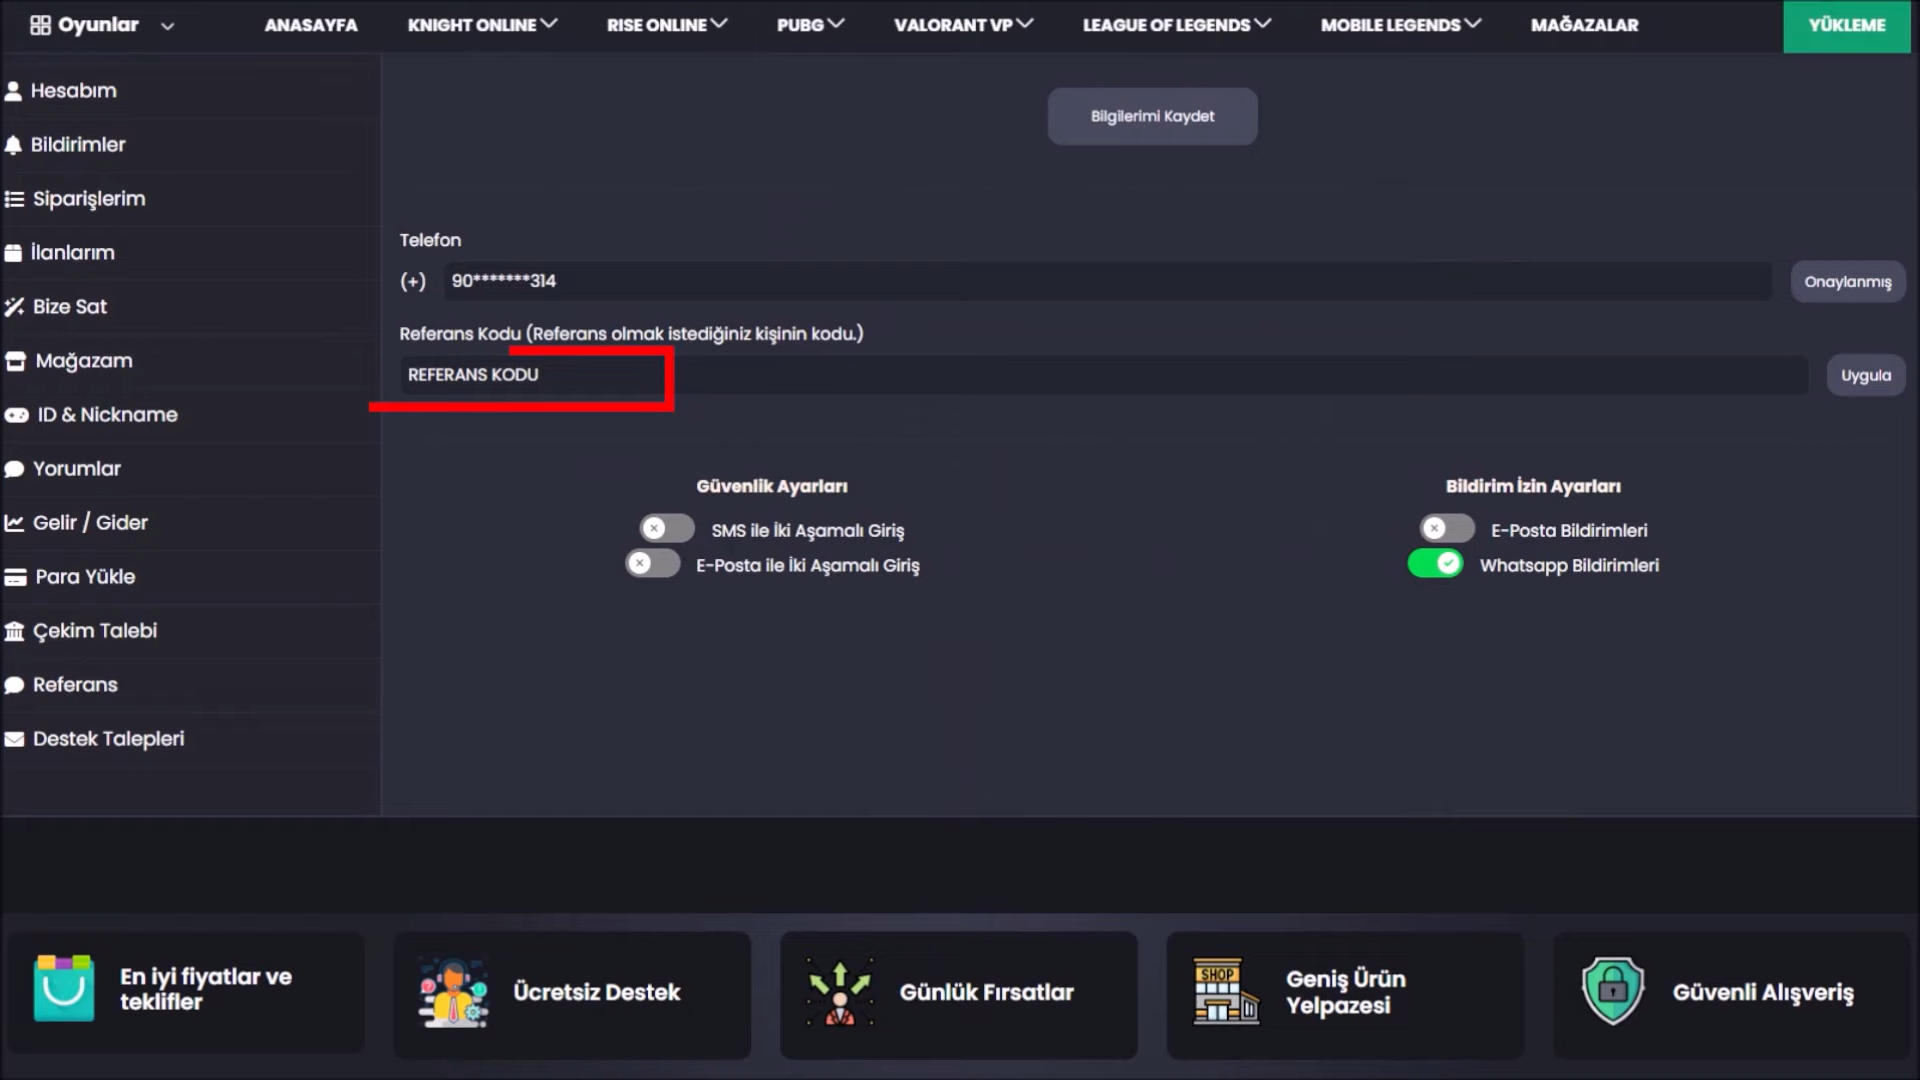 Oyunlar
ANASAYFA
KNIGHT ONLINE
RISE ONLINE
PUBG
VALORANT VP
LEAGUE OF LEGENDS
MOBILE LEGENDS
MAĞAZALAR
YÜKLEME
Hesabım
Bildirimler
Siparişlerim
İlanlarım
Bize Sat
Mağazam
ID & Nickname
Yorumlar
Gelir / Gider
Para Yükle
Çekim Talebi
Referans
Destek Talepleri
Bilgilerimi Kaydet
Telefon
(+) 90*******314
Onaylanmış
Referans Kodu (Referans olmak istediğiniz kişinin kodu.)
REFERANS KODU
Uygula
Güvenlik Ayarları
SMS ile İki Aşamalı Giriş
E-Posta ile İki Aşamalı Giriş
Bildirim İzin Ayarları
E-Posta Bildirimleri
Whatsapp Bildirimleri
En iyi fiyatlar ve
teklifler
Ücretsiz Destek
Günlük Fırsatlar
SHOP
Geniş Ürün
Yelpazesi
Güvenli Alışveriş